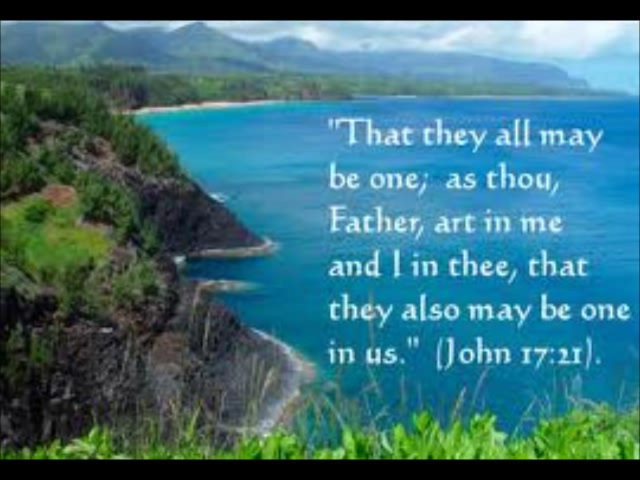 "That they all may
be one; as thou,
Father, art in me
and I in thee, that
they also may be one
in us." (John 17:21).